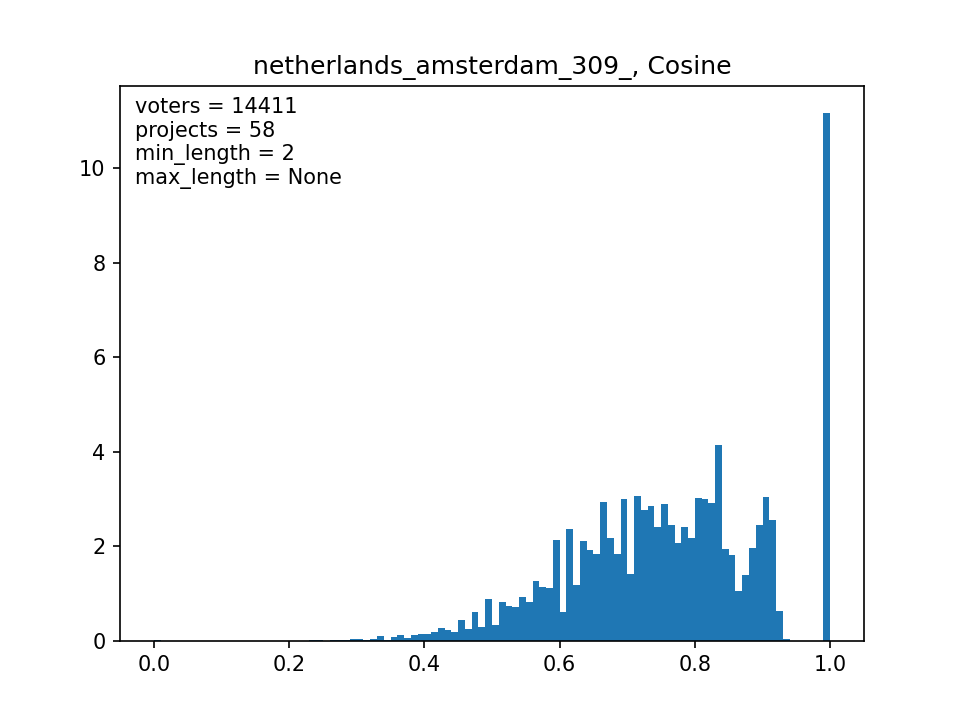 netherlands_amsterdam_309_, Cosine
voters = 14411
projects = 58
min_length = 2
max_length = None
10
8
6
4
2
0
0.0 0.2 0.4 0.6 0.8 1.0